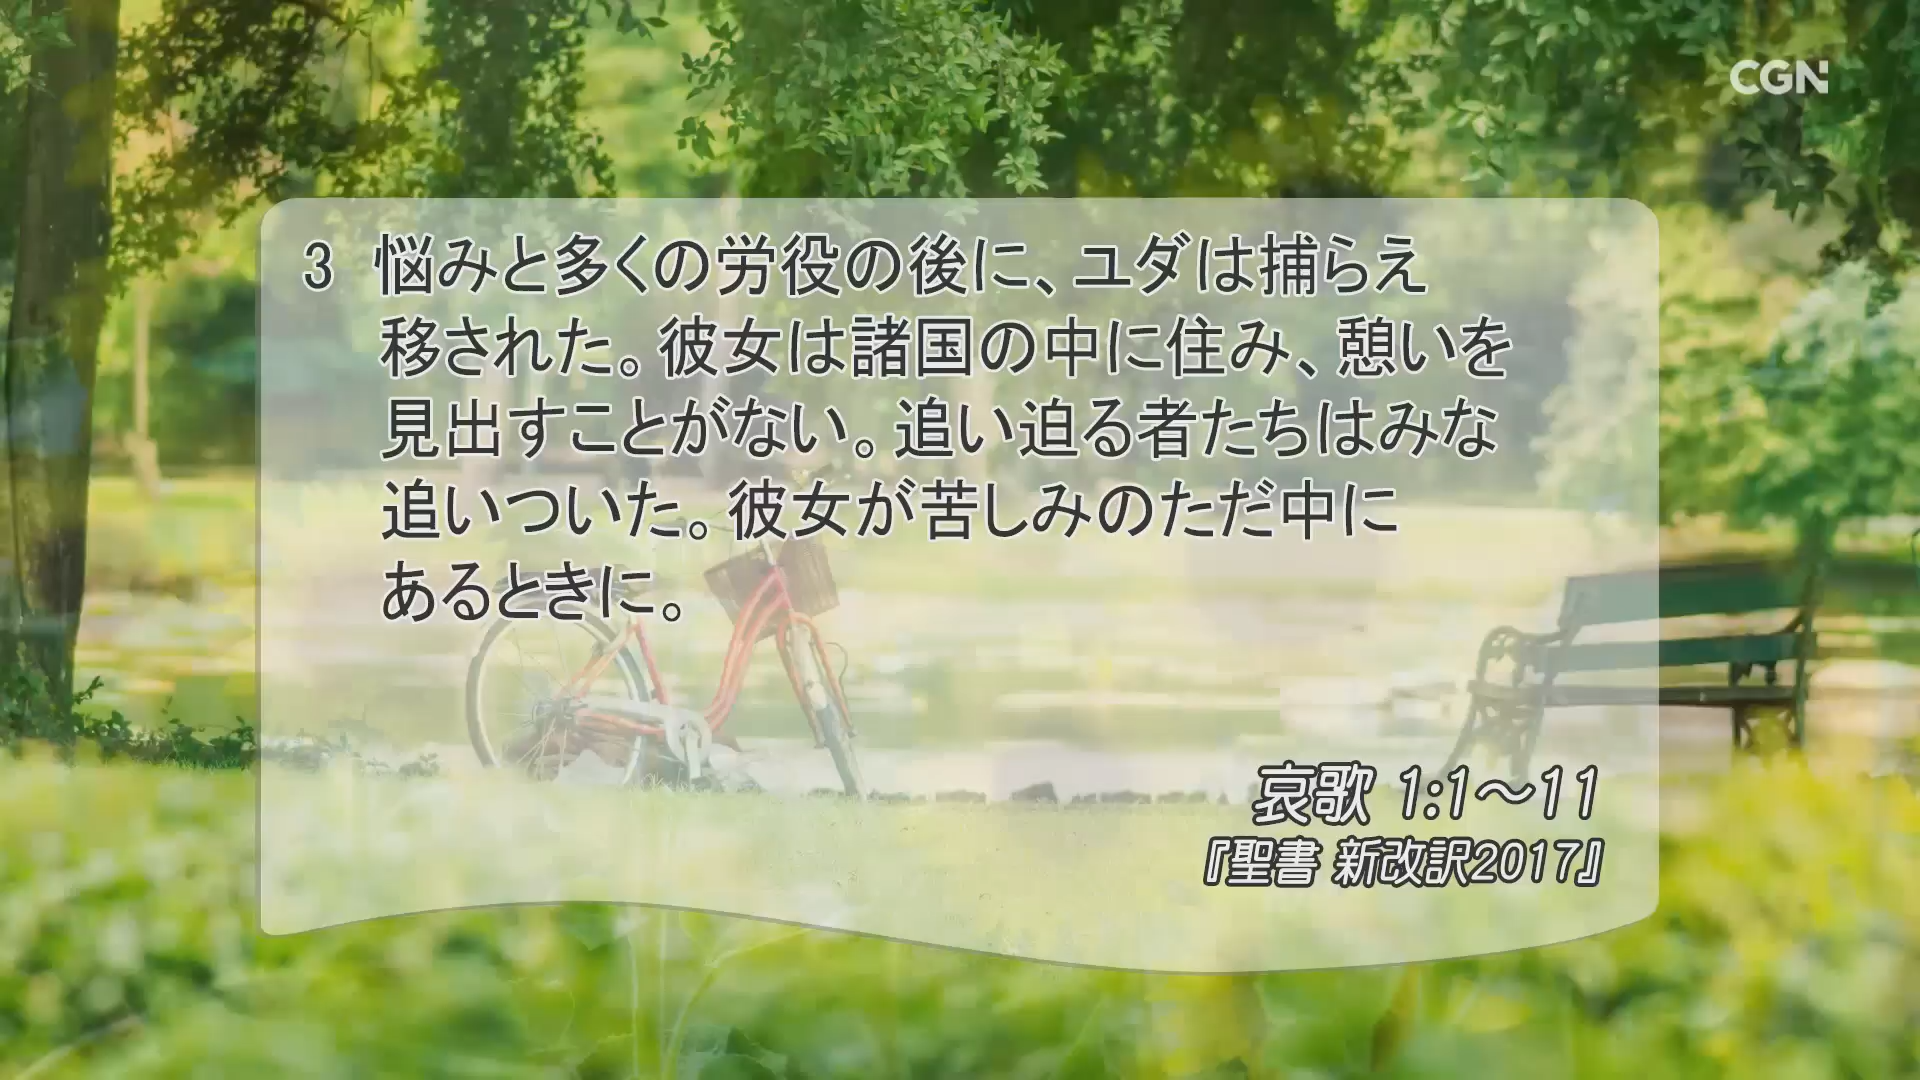 CGN
3 悩みと多くの労役の後に、ユダは捕らえ
移された。彼女は諸国の中に住み、憩いを
見出すことがない。追い迫る者たちはみな
追いついた。彼女が苦しみのただ中に
あるときに。
哀歌 1:1〜11
『聖書 新改訳2017』